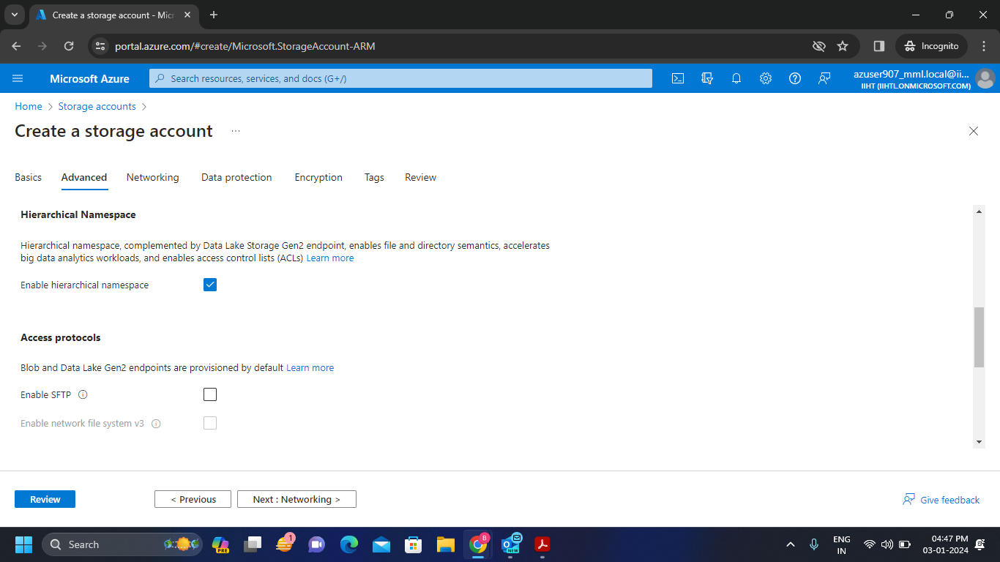 Create a storage account - Mic
portal.azure.com/#create/Microsoft.StorageAccount-ARM
Incognito
Microsoft Azure
Search resources, services, and docs (G+/)
azuser907_mml.local@ii...
IIHT (IIHTL.ONMICROSOFT.COM)
Home > Storage accounts >
Create a storage account ...
Basics Advanced Networking Data protection Encryption Tags Review
Hierarchical Namespace
Hierarchical namespace, complemented by Data Lake Storage Gen2 endpoint, enables file and directory semantics, accelerates
big data analytics workloads, and enables access control lists (ACLs) Learn more
Enable hierarchical namespace
Access protocols
Blob and Data Lake Gen2 endpoints are provisioned by default Learn more
Enable SFTP
Enable network file system v3
Review
< Previous
Next : Networking >
Give feedback
Search
PRE
1
8
NEW
ENG
IN
04:47 PM
03-01-2024